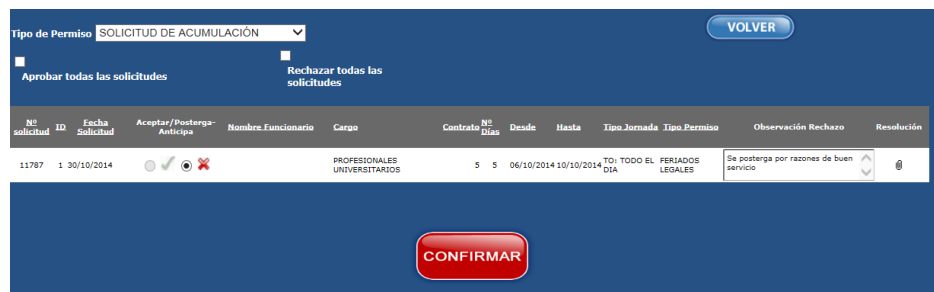 Tipo de Permiso SOLICITUD DE ACUMULACIÓN
VOLVER
Aprobar todas las solicitudes
Rechazar todas las
solicitudes
Nº
solicitud
ID
Fecha
Solicitud
Aceptar/Posterga-
Anticipa
Nombre Funcionario
Cargo
Contrato
Nº
Días
Desde
Hasta
Tipo Jornada
Tipo Permiso
Observación Rechazo
Resolución
11787
1
30/10/2014
PROFESIONALES
UNIVERSITARIOS
5
5
06/10/2014
10/10/2014
TO: TODO EL
DIA
FERIADOS
LEGALES
Se posterga por razones de buen
servicio
CONFIRMAR